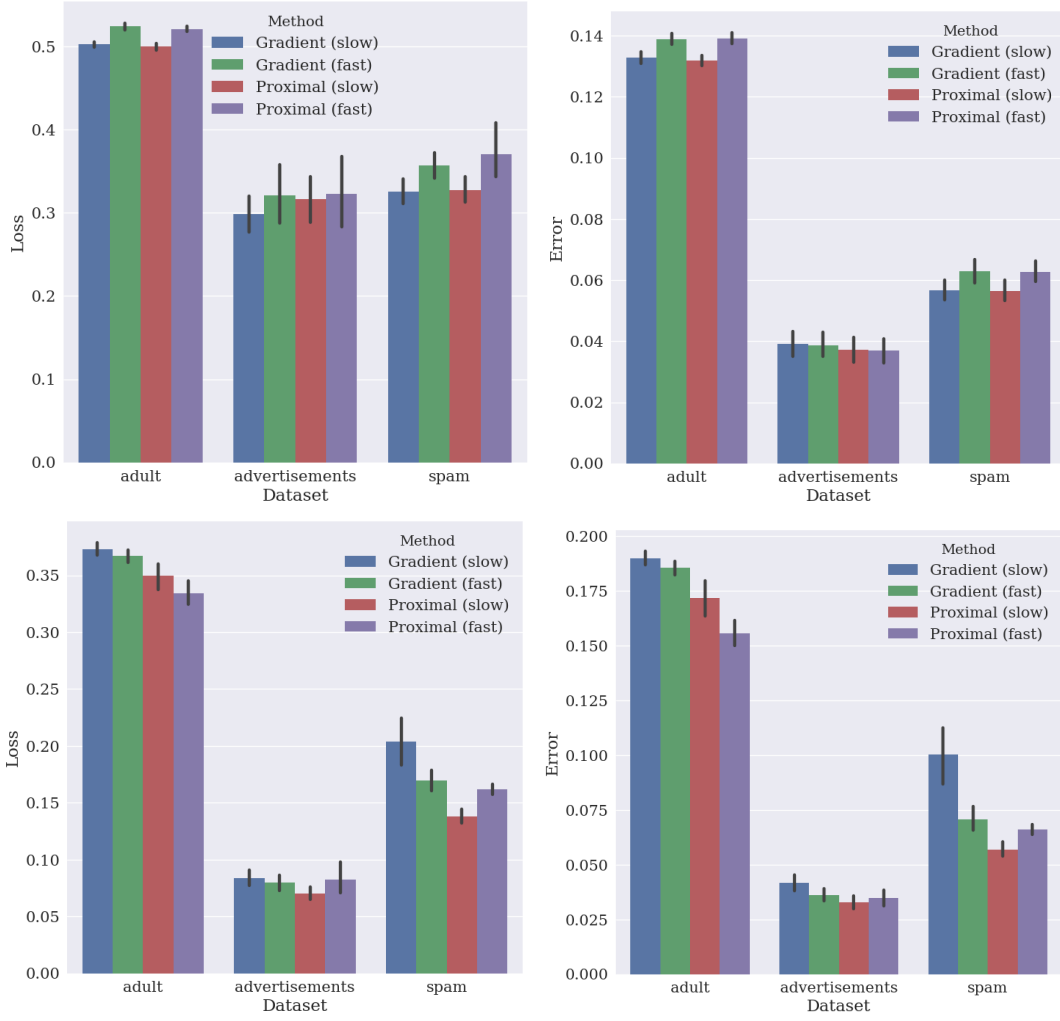 Method
Gradient (slow)
Gradient (fast)
Proximal (slow)
Proximal (fast)
0.5
0.4
0.3
0.2
0.1
0.0
Loss
adult
advertisements
spam
Dataset
Method
Gradient (slow)
Gradient (fast)
Proximal (slow)
Proximal (fast)
0.14
0.12
0.10
0.08
0.06
0.04
0.02
0.00
Error
adult
advertisements
spam
Dataset
Method
Gradient (slow)
Gradient (fast)
Proximal (slow)
Proximal (fast)
0.35
0.30
0.25
0.20
0.15
0.10
0.05
0.00
Loss
adult
advertisements
spam
Dataset
Method
Gradient (slow)
Gradient (fast)
Proximal (slow)
Proximal (fast)
0.200
0.175
0.150
0.125
0.100
0.075
0.050
0.025
0.000
Error
adult
advertisements
spam
Dataset